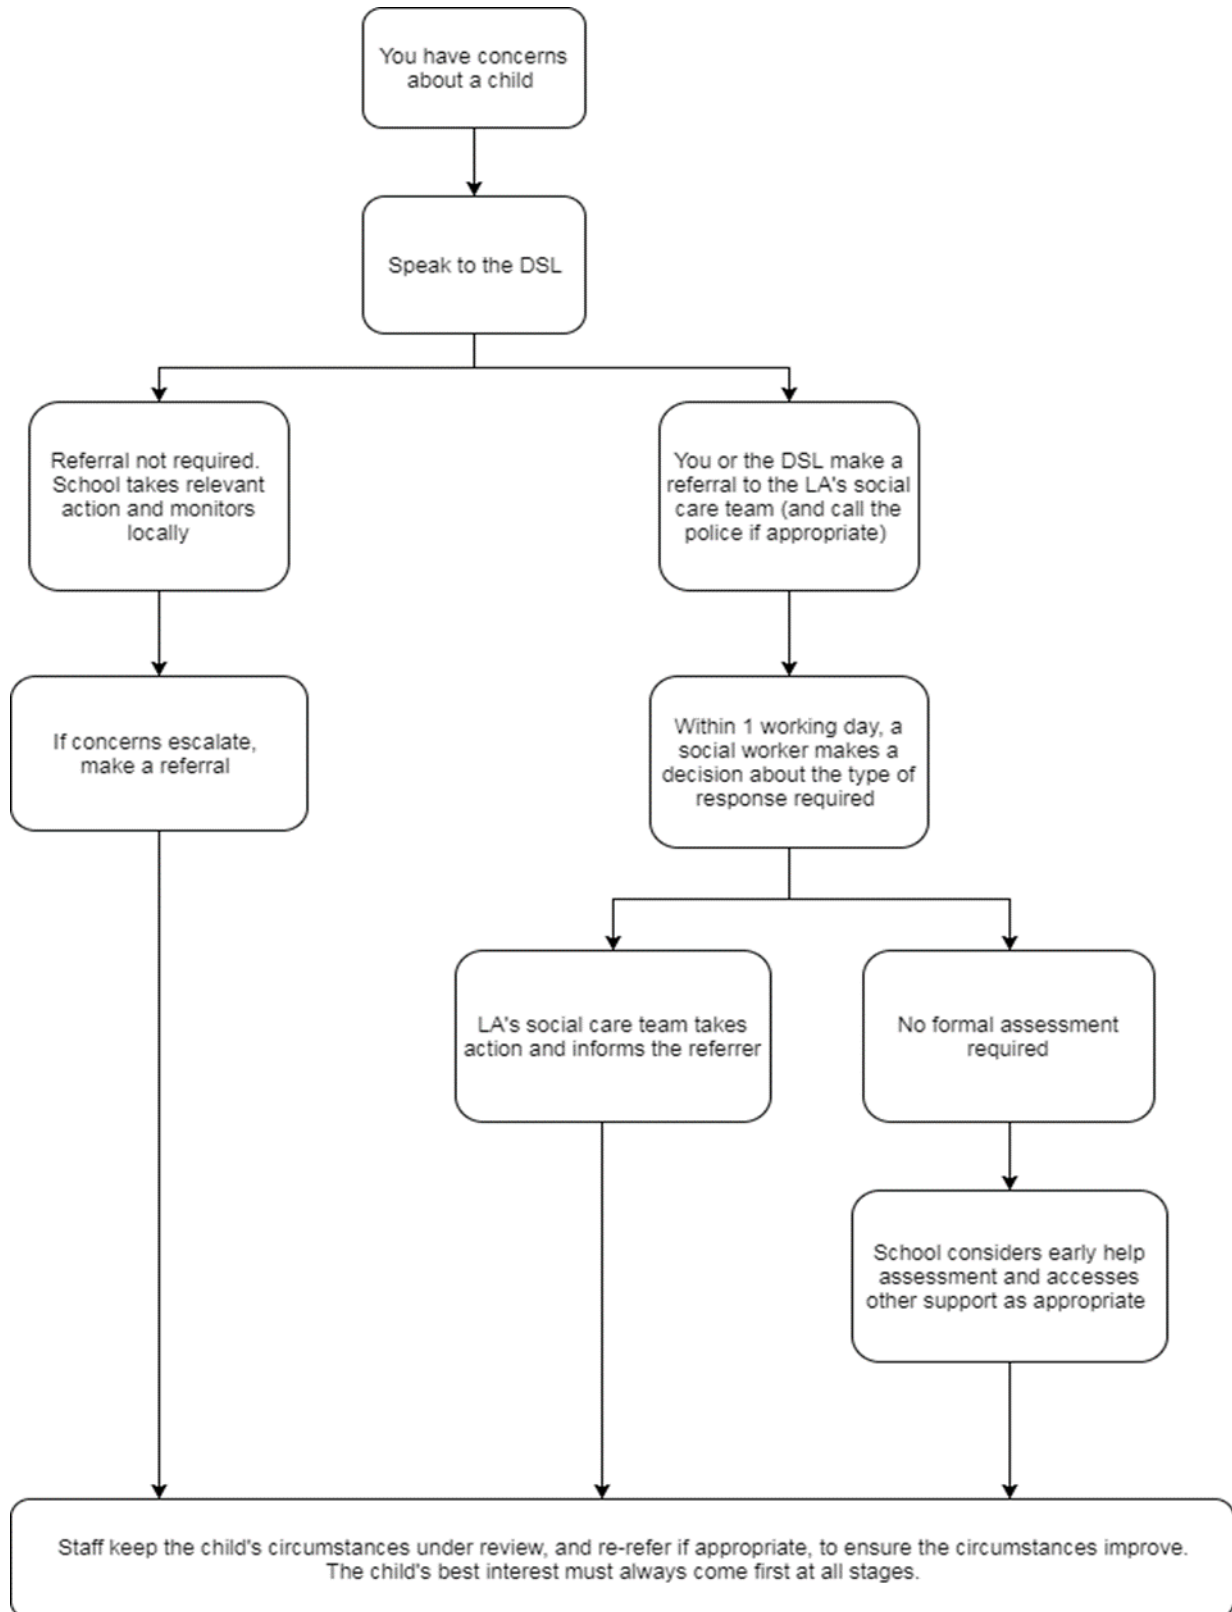 You have concerns
about a child
Speak to the DSL
Referral not required.
School takes relevant
action and monitors
locally
You or the DSL make a
referral to the LA's social
care team (and call the
police if appropriate)
If concerns escalate,
make a referral
Within 1 working day, a
social worker makes a
decision about the type of
response required
LA's social care team takes
action and informs the referrer
No formal assessment
required
School considers early help
assessment and accesses
other support as appropriate
Staff keep the child's circumstances under review, and re-refer if appropriate, to ensure the circumstances improve.
The child's best interest must always come first at all stages.